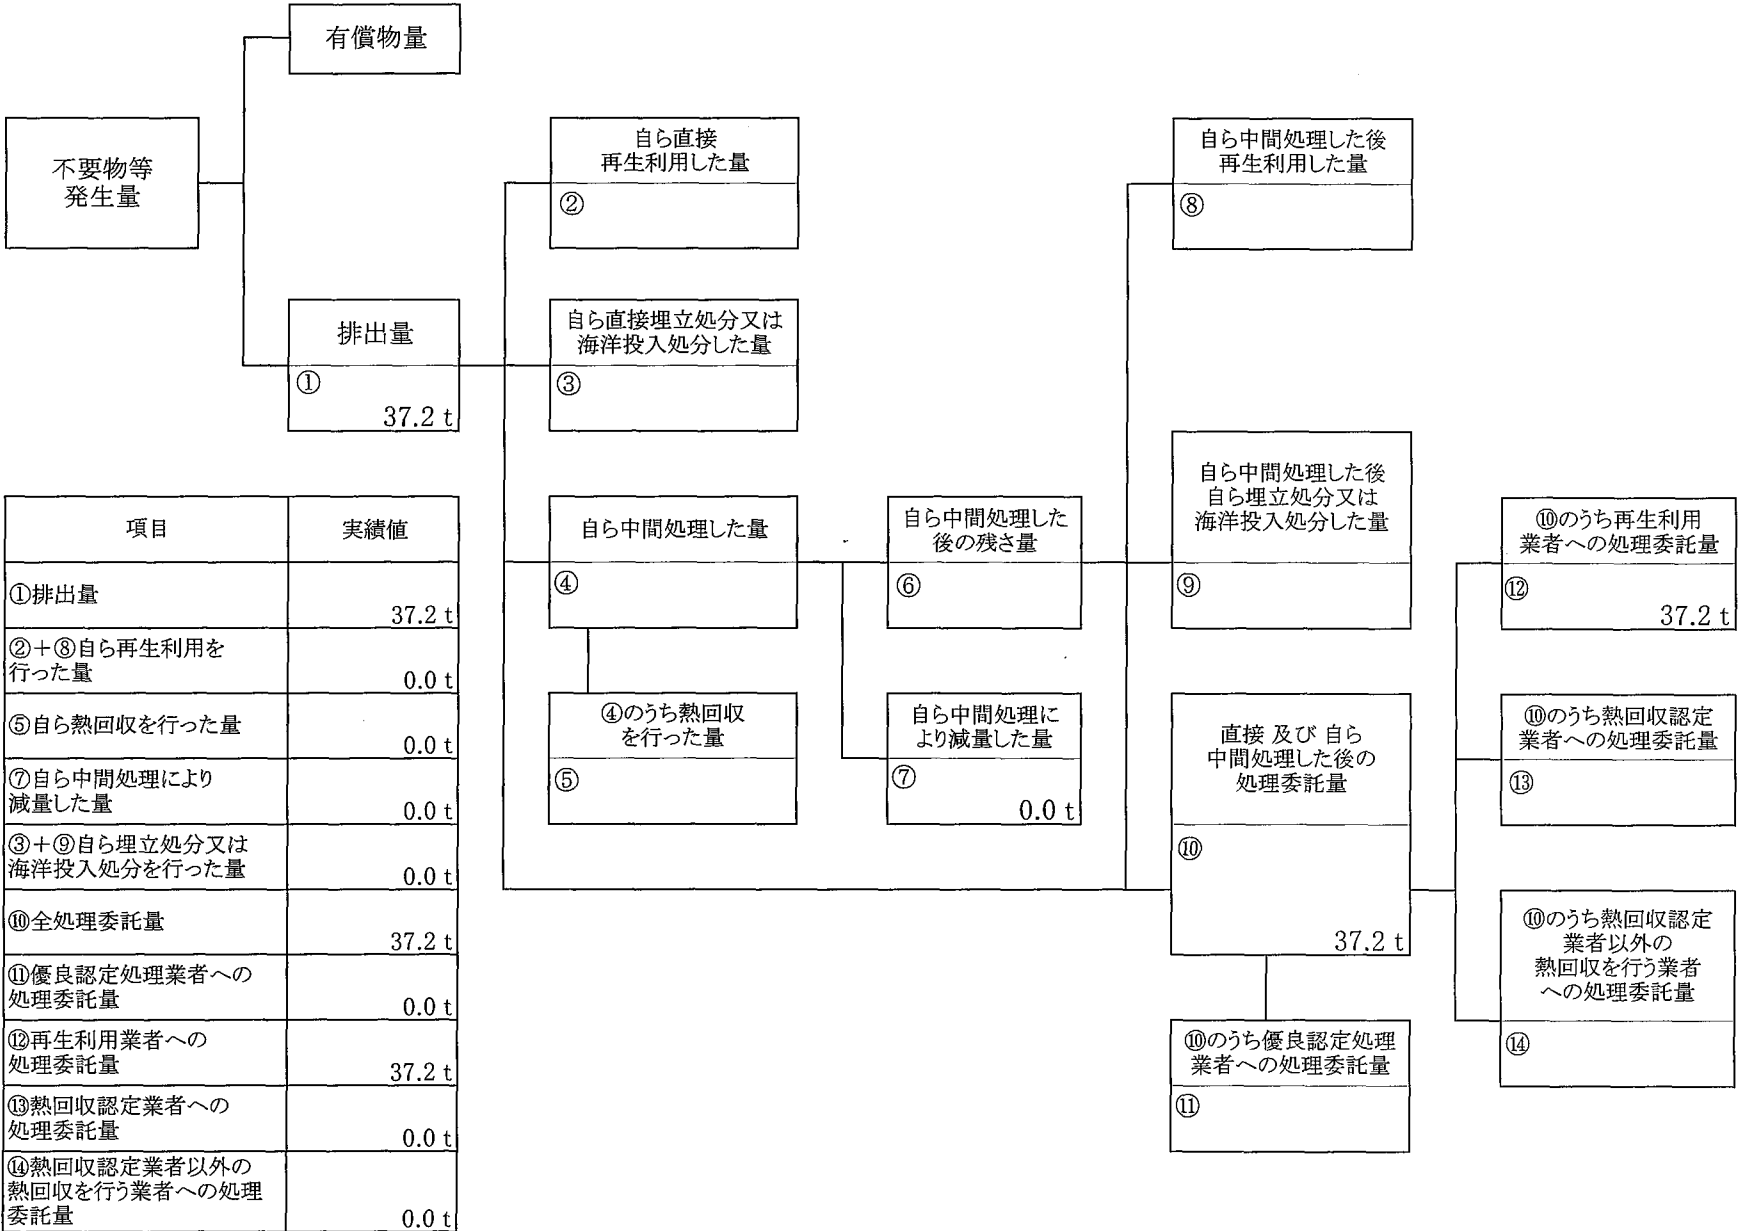 有償物量
不要物等
発生量
排出量
①
37.2 t
自ら直接
再生利用した量
②
自ら直接埋立処分又は
海洋投入処分した量
③
自ら中間処理した量
④
④のうち熱回収
を行った量
⑤
自ら中間処理した
後の残さ量
⑥
自ら中間処理に
より減量した量
⑦
0.0 t
自ら中間処理した後
再生利用した量
⑧
自ら中間処理した後
自ら埋立処分又は
海洋投入処分した量
⑨
直接 及び 自ら
中間処理した後の
処理委託量
⑩
37.2 t
⑩のうち優良認定処理
業者への処理委託量
⑪
⑩のうち再生利用
業者への処理委託量
⑫
37.2 t
⑩のうち熱回収認定
業者への処理委託量
⑬
⑩のうち熱回収認定
業者以外の
熱回収を行う業者
への処理委託量
⑭
項目 実績値
①排出量
37.2 t
②+⑧自ら再生利用を
行った量
0.0 t
⑤自ら熱回収を行った量
0.0 t
⑦自ら中間処理により
減量した量
0.0 t
③+⑨自ら埋立処分又は
海洋投入処分を行った量
0.0 t
⑩全処理委託量
37.2 t
⑪優良認定処理業者への
処理委託量
0.0 t
⑫再生利用業者への
処理委託量
37.2 t
⑬熱回収認定業者への
処理委託量
0.0 t
⑭熱回収認定業者以外の
熱回収を行う業者への処理
委託量
0.0 t